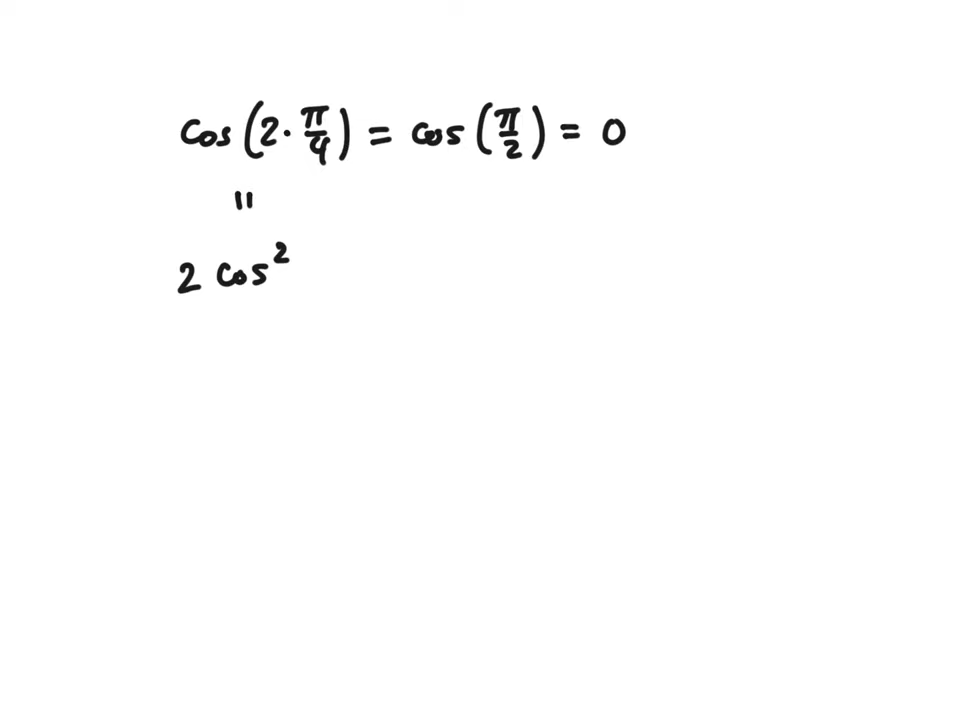 cos(2·π/4) = cos(π/2) = 0
=
2 cos²